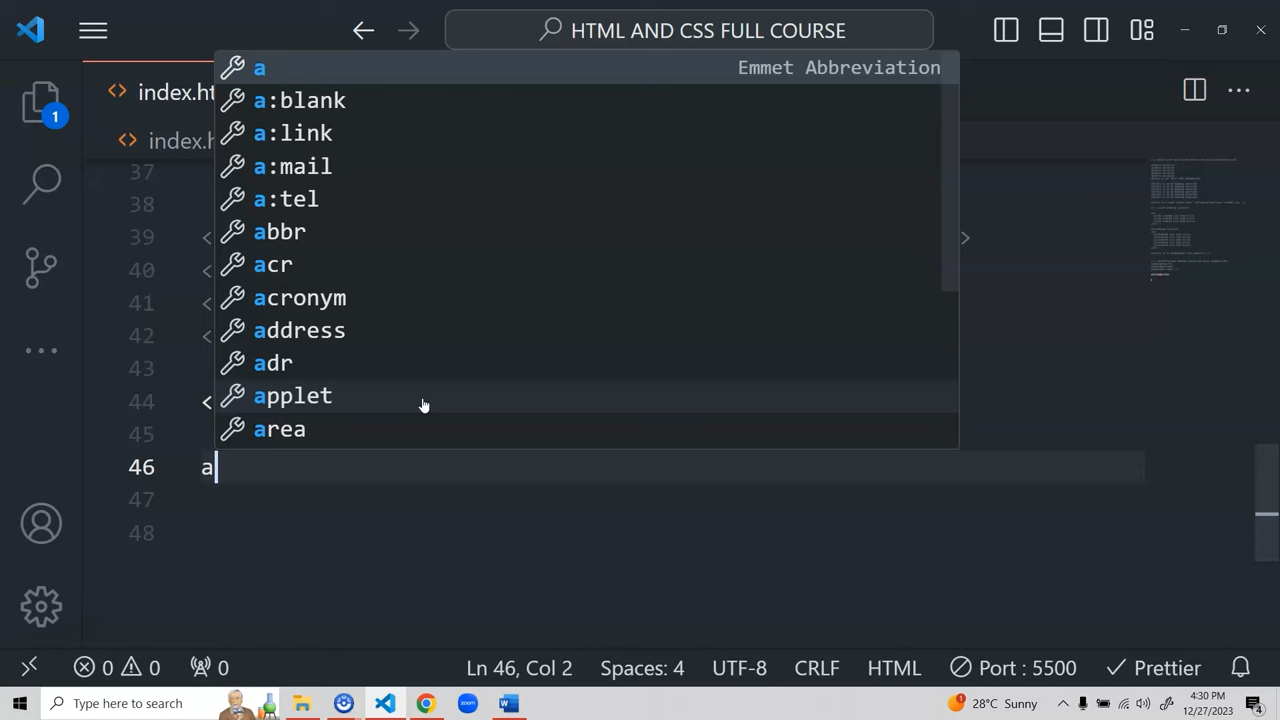 HTML AND CSS FULL COURSE
index.ht
1
index.h
a Emmet Abbreviation
a:blank
a:link
a:mail
a:tel
abbr
acr
acronym
address
adr
applet
area
37
38
39 < >
40 <
41 <
42 <
43
44 <
45
46 a
47
48
0 0 0 Ln 46, Col 2 Spaces: 4 UTF-8 CRLF HTML Port : 5500 Prettier
Type here to search zoom W 1 28°C Sunny 4:30 PM
12/27/2023 4